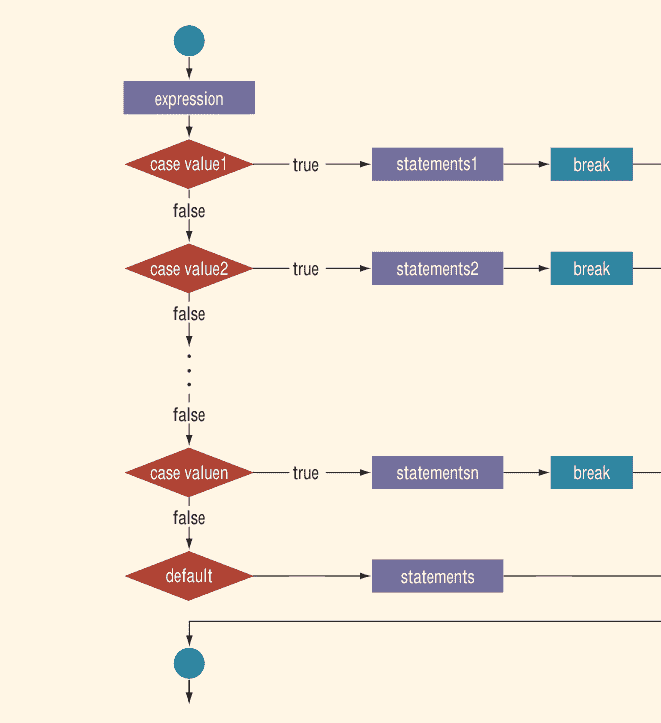 expression
case value1 true statements1 break
false
case value2 true statements2 break
false
false
case valuen true statementsn break
false
default statements